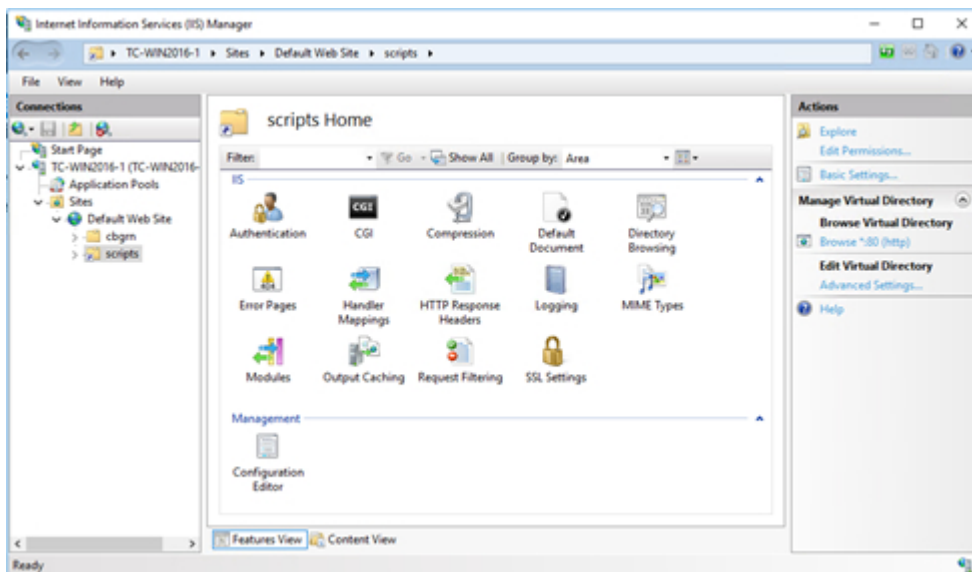 Internet Information Services (IIS) Manager
TC-WIN2016-1 Sites Default Web Site scripts
File View Help
Connections
Start Page
TC-WIN2016-1 (TC-WIN2016-
Application Pools
Sites
Default Web Site
cbgrn
scripts
scripts Home
Filter: Go Show All Group by: Area
IIS
Authentication
CGI
Compression
Default
Document
Directory
Browsing
Error Pages
Handler
Mappings
HTTP Response
Headers
Logging
MIME Types
Modules
Output Caching
Request Filtering
SSL Settings
Management
Configuration
Editor
Features View Content View
Actions
Explore
Edit Permissions...
Basic Settings...
Manage Virtual Directory
Browse Virtual Directory
Browse *:80 (http)
Edit Virtual Directory
Advanced Settings...
Help
Ready